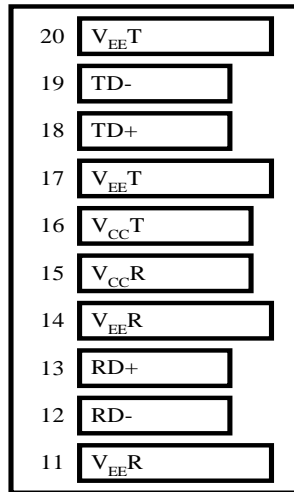 20 VEET
19 TD-
18 TD+
17 VEET
16 VCCT
15 VCCR
14 VEER
13 RD+
12 RD-
11 VEER